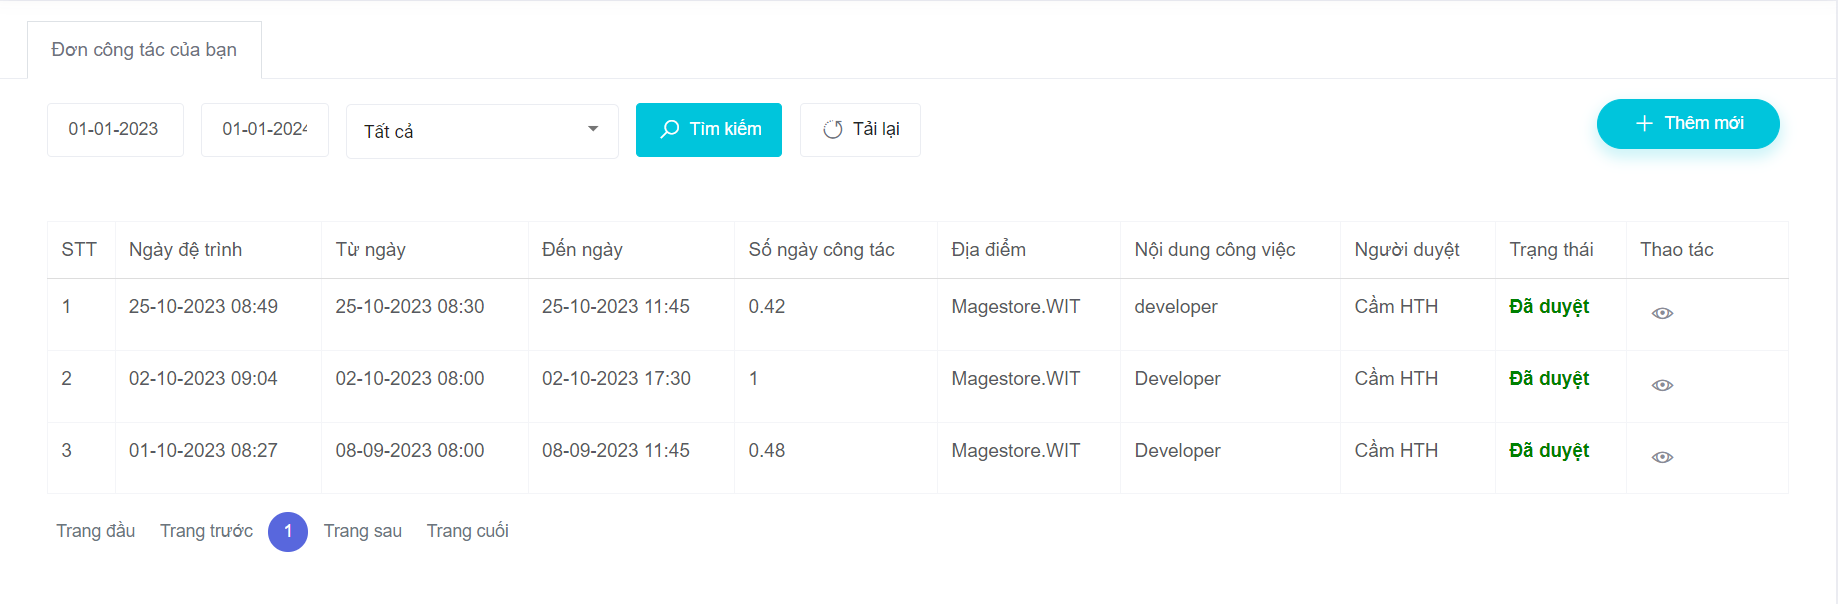 Đơn công tác của bạn
01-01-2023 01-01-2024 Tất cả Tìm kiếm Tải lại Thêm mới
STT Ngày đệ trình Từ ngày Đến ngày Số ngày công tác Địa điểm Nội dung công việc Người duyệt Trạng thái Thao tác
1 25-10-2023 08:49 25-10-2023 08:30 25-10-2023 11:45 0.42 Magestore.WIT developer Cẩm HTH Đã duyệt
2 02-10-2023 09:04 02-10-2023 08:00 02-10-2023 17:30 1 Magestore.WIT Developer Cẩm HTH Đã duyệt
3 01-10-2023 08:27 08-09-2023 08:00 08-09-2023 11:45 0.48 Magestore.WIT Developer Cẩm HTH Đã duyệt
Trang đầu Trang trước 1 Trang sau Trang cuối